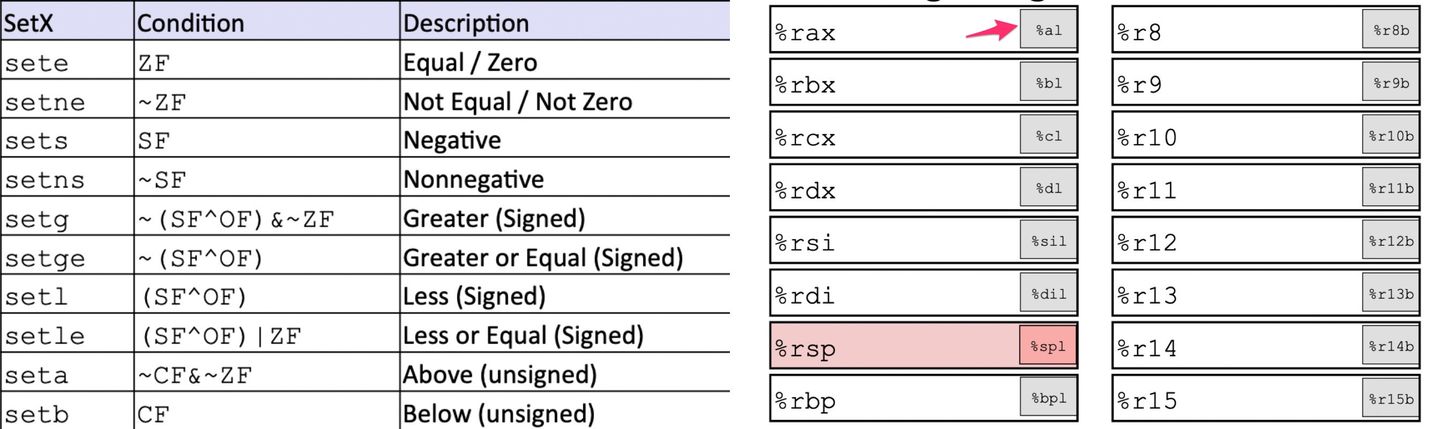 SetX Condition Description
sete ZF Equal / Zero
setne ~ZF Not Equal / Not Zero
sets SF Negative
setns ~SF Nonnegative
setg ~(SF^OF)&~ZF Greater (Signed)
setge ~(SF^OF) Greater or Equal (Signed)
setl (SF^OF) Less (Signed)
setle (SF^OF)|ZF Less or Equal (Signed)
seta ~CF&~ZF Above (unsigned)
setb CF Below (unsigned)
%rax %al %r8 %r8b
%rbx %bl %r9 %r9b
%rcx %cl %r10 %r10b
%rdx %dl %r11 %r11b
%rsi %sil %r12 %r12b
%rdi %dil %r13 %r13b
%rsp %spl %r14 %r14b
%rbp %bpl %r15 %r15b